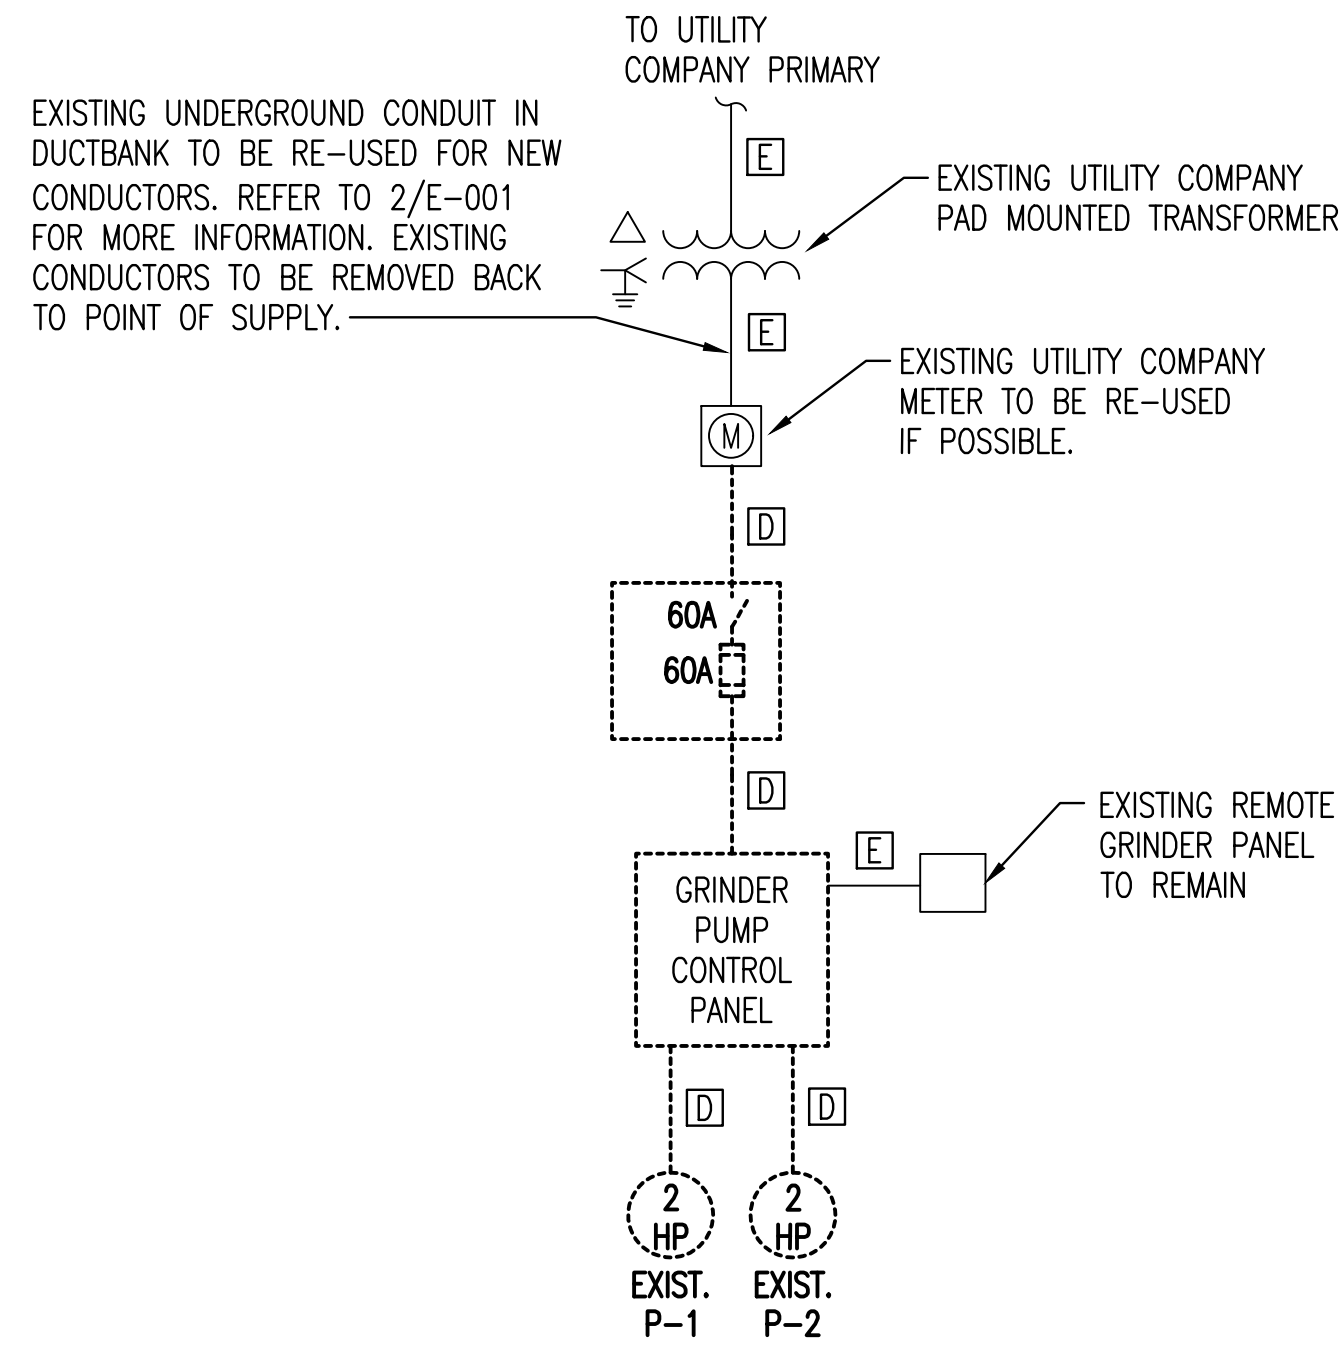 TO UTILITY
COMPANY PRIMARY
EXISTING UNDERGROUND CONDUIT IN
DUCTBANK TO BE RE-USED FOR NEW
CONDUCTORS. REFER TO 2/E-001
FOR MORE INFORMATION. EXISTING
CONDUCTORS TO BE REMOVED BACK
TO POINT OF SUPPLY.
E
EXISTING UTILITY COMPANY
PAD MOUNTED TRANSFORMER
E
EXISTING UTILITY COMPANY
METER TO BE RE-USED
IF POSSIBLE.
M
D
60A
60A
D
EXISTING REMOTE
GRINDER PANEL
TO REMAIN
E
GRINDER
PUMP
CONTROL
PANEL
D
D
2
HP
EXIST.
P-1
2
HP
EXIST.
P-2